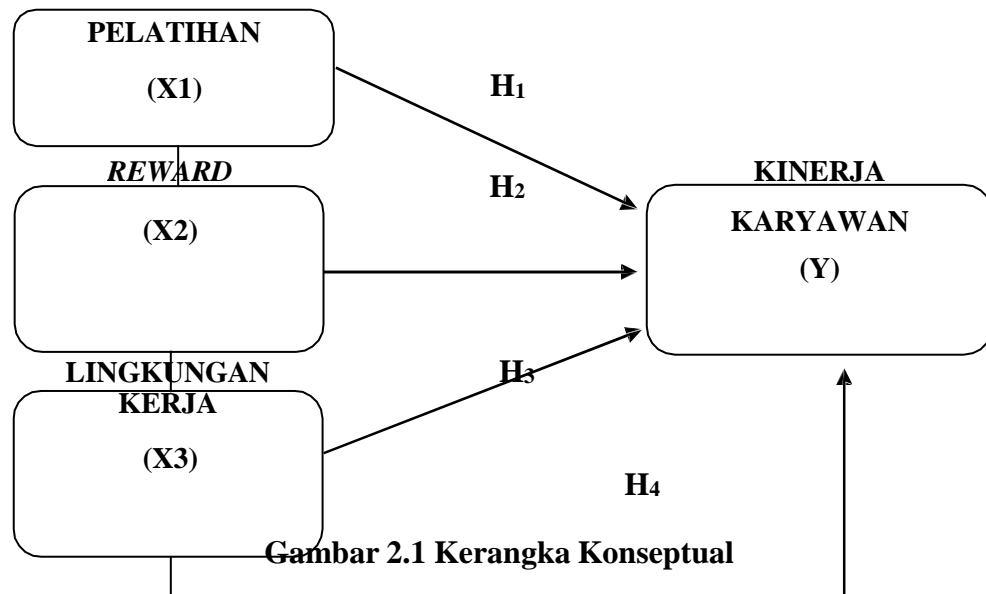 PELATIHAN
(X1)
H₁
REWARD
H₂
(X2)
KINERJA
KARYAWAN
(Y)
LINGKUNGAN
KERJA
(X3)
H₃
H₄
Gambar 2.1 Kerangka Konseptual